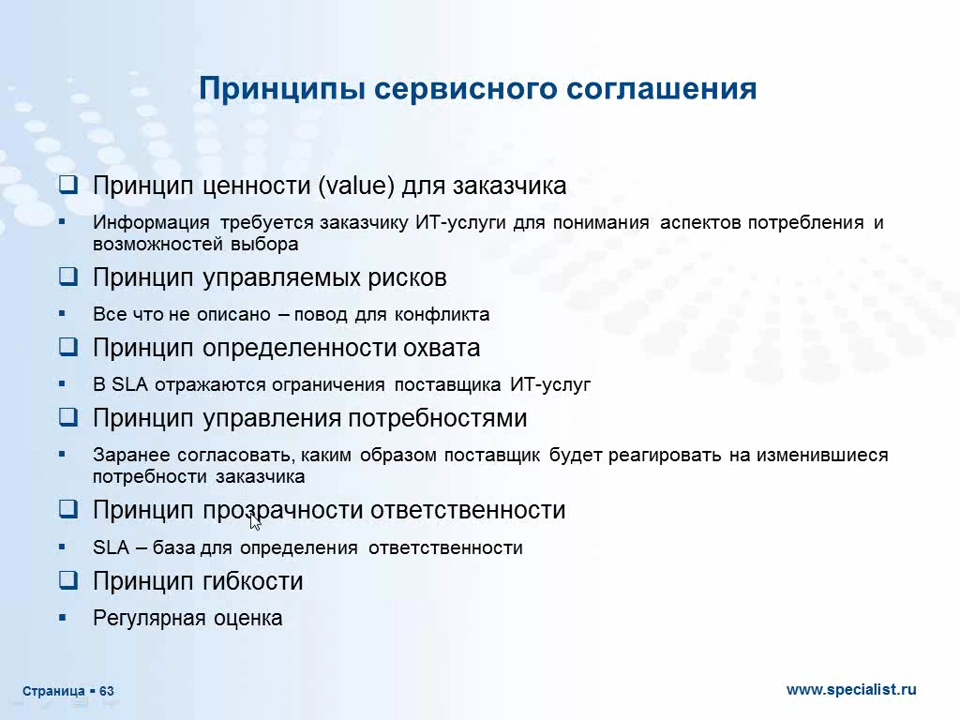 Принципы сервисного соглашения
Принцип ценности (value) для заказчика
Информация требуется заказчику ИТ-услуги для понимания аспектов потребления и
возможностей выбора
Принцип управляемых рисков
Все что не описано – повод для конфликта
Принцип определенности охвата
В SLA отражаются ограничения поставщика ИТ-услуг
Принцип управления потребностями
Заранее согласовать, каким образом поставщик будет реагировать на изменившиеся
потребности заказчика
Принцип прозрачности ответственности
SLA – база для определения ответственности
Принцип гибкости
Регулярная оценка
Страница ▪ 63
www.specialist.ru